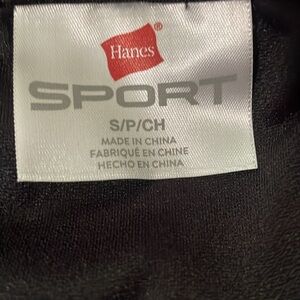 Hanes
SPORT
S/P/CH
MADE IN CHINA
FABRIQUÉ EN CHINE
HECHO EN CHINA